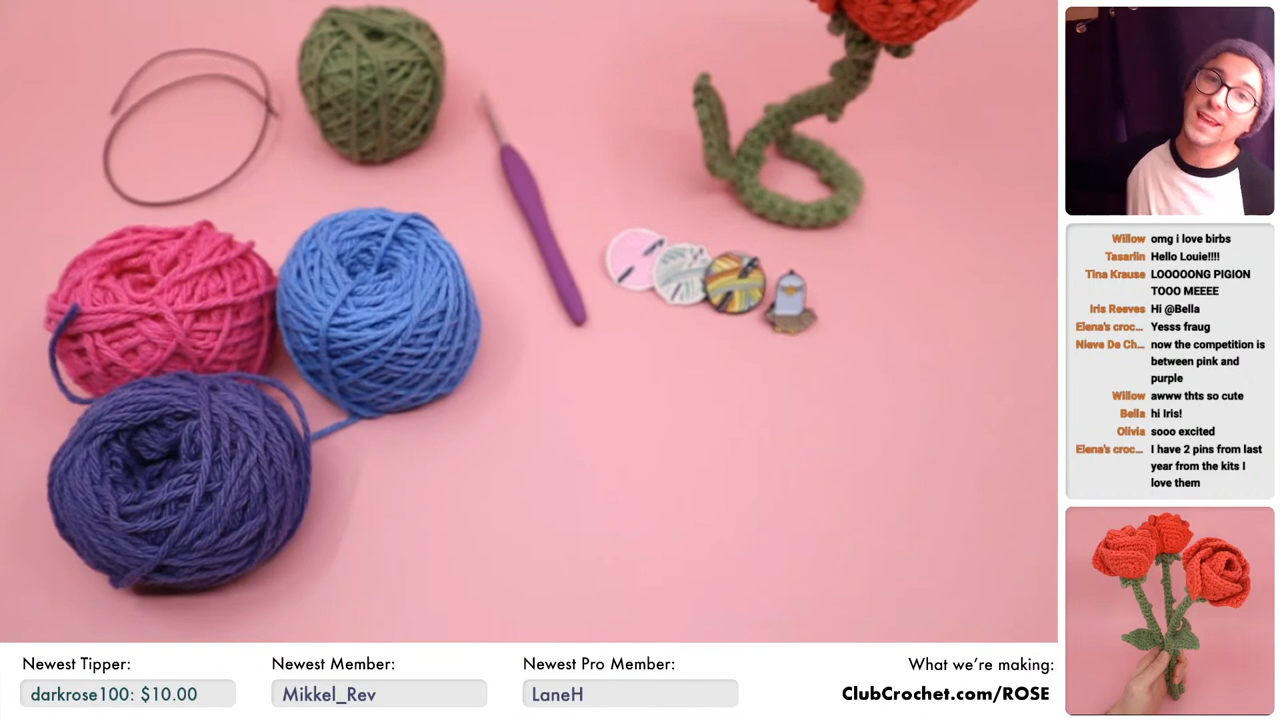 Willow omg i love birbs
Tasarlin Hello Louie!!!!
Tina Krause LOOOOONG PIGION
TOOO MEEEE
Iris Reeves Hi @Bella
Elena's croc... Yesss fraug
Nieve De Ch... now the competition is
between pink and
purple
Willow awww thts so cute
Bella hi Iris!
Olivia sooo excited
Elena's croc... I have 2 pins from last
year from the kits I
love them
Newest Tipper:
darkrose100: $10.00
Newest Member:
Mikkel_Rev
Newest Pro Member:
LaneH
What we're making:
ClubCrochet.com/ROSE